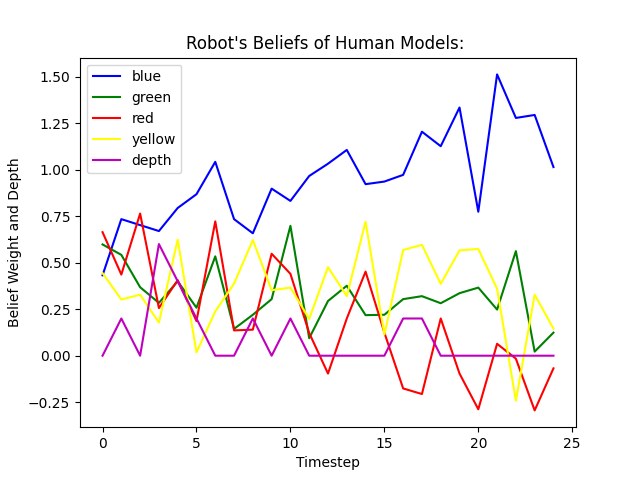 Robot's Beliefs of Human Models:
blue
green
red
yellow
depth
1.50
1.25
1.00
0.75
0.50
0.25
0.00
−0.25
Belief Weight and Depth
0 5 10 15 20 25
Timestep